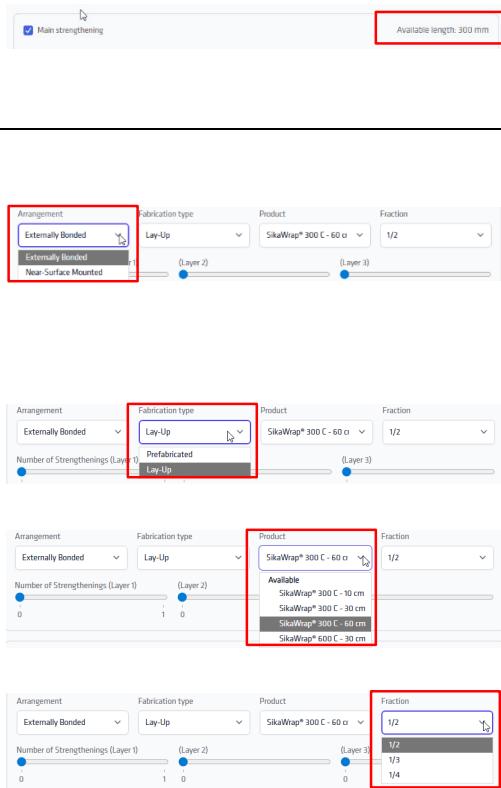 Main strengthening Available length: 300 mm
Arrangement Fabrication type Product Fraction
Externally Bonded Lay-Up SikaWrap® 300 C - 60 1/2
Externally Bonded
1) (Layer 2) (Layer 3)
Near-Surface Mounted
Arrangement Fabrication type Product Fraction
Externally Bonded Lay-Up SikaWrap® 300 C - 60 1/2
Prefabricated
Number of Strengthenings (Layer 1) (Layer 3)
Lay-Up
Arrangement Fabrication type Product Fraction
Externally Bonded Lay-Up SikaWrap® 300 C - 60 1/2
Available
Number of Strengthenings (Layer 1) (Layer 2) SikaWrap® 300 C - 10 cm
SikaWrap® 300 C - 30 cm
0 1 0
SikaWrap® 300 C - 60 cm
SikaWrap® 600 C - 30 cm
Arrangement Fabrication type Product Fraction
Externally Bonded Lay-Up SikaWrap® 300 C - 60 1/2
Number of Strengthenings (Layer 1) (Layer 2) (Layer 3) 1/2
1/3
0 1 0 0 1/4